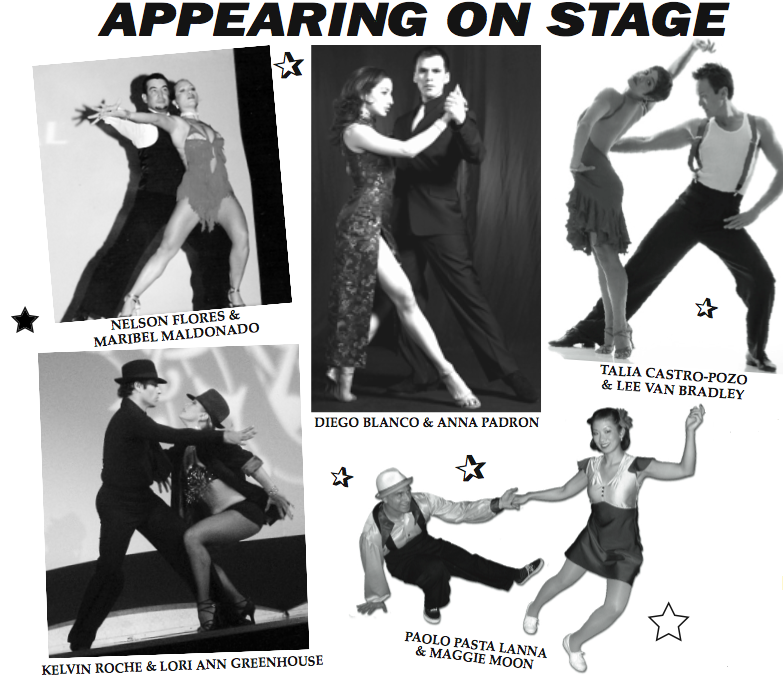 APPEARING ON STAGE
NELSON FLORES &
MARIBEL MALDONADO
DIEGO BLANCO & ANNA PADRON
TALIA CASTRO-POZO
& LEE VAN BRADLEY
KELVIN ROCHE & LORI ANN GREENHOUSE
PAOLO PASTA LANNA
& MAGGIE MOON